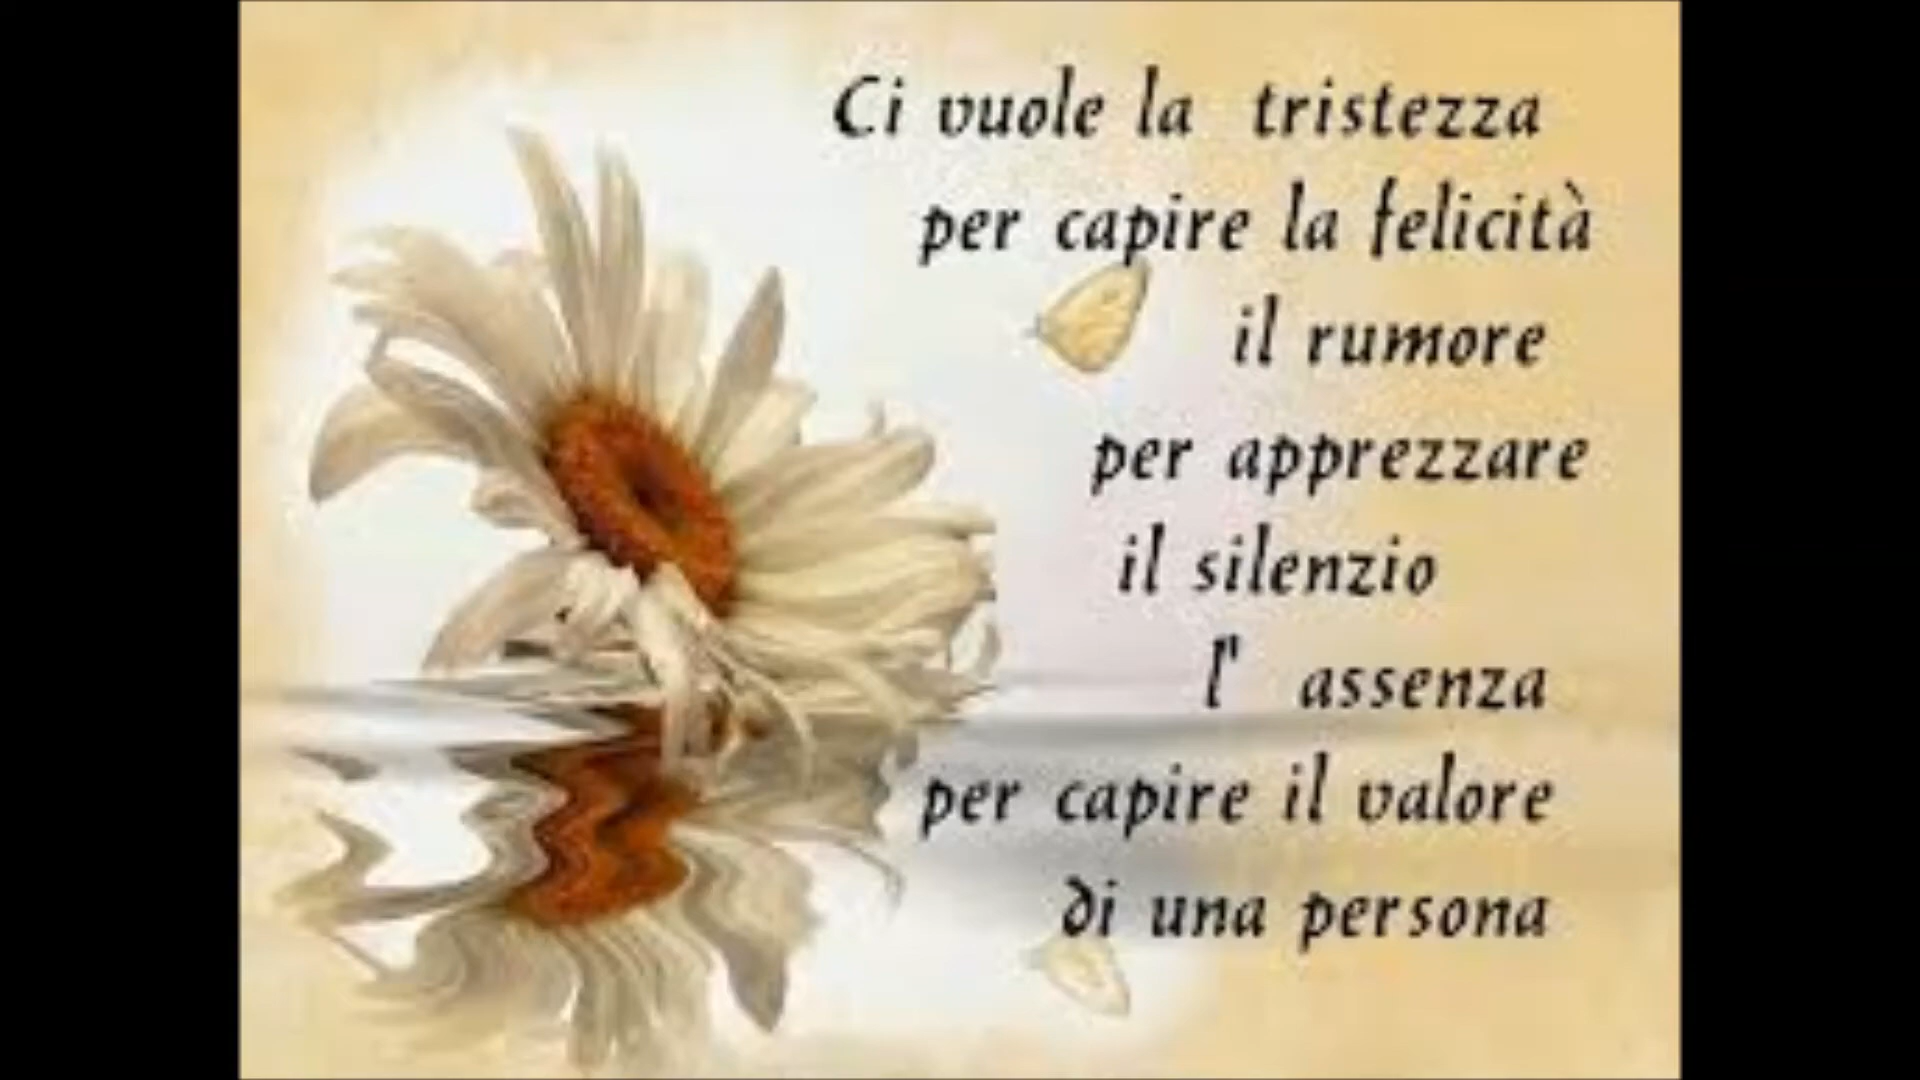 Ci vuole la tristezza
per capire la felicità
il rumore
per apprezzare
il silenzio
l' assenza
per capire il valore
di una persona